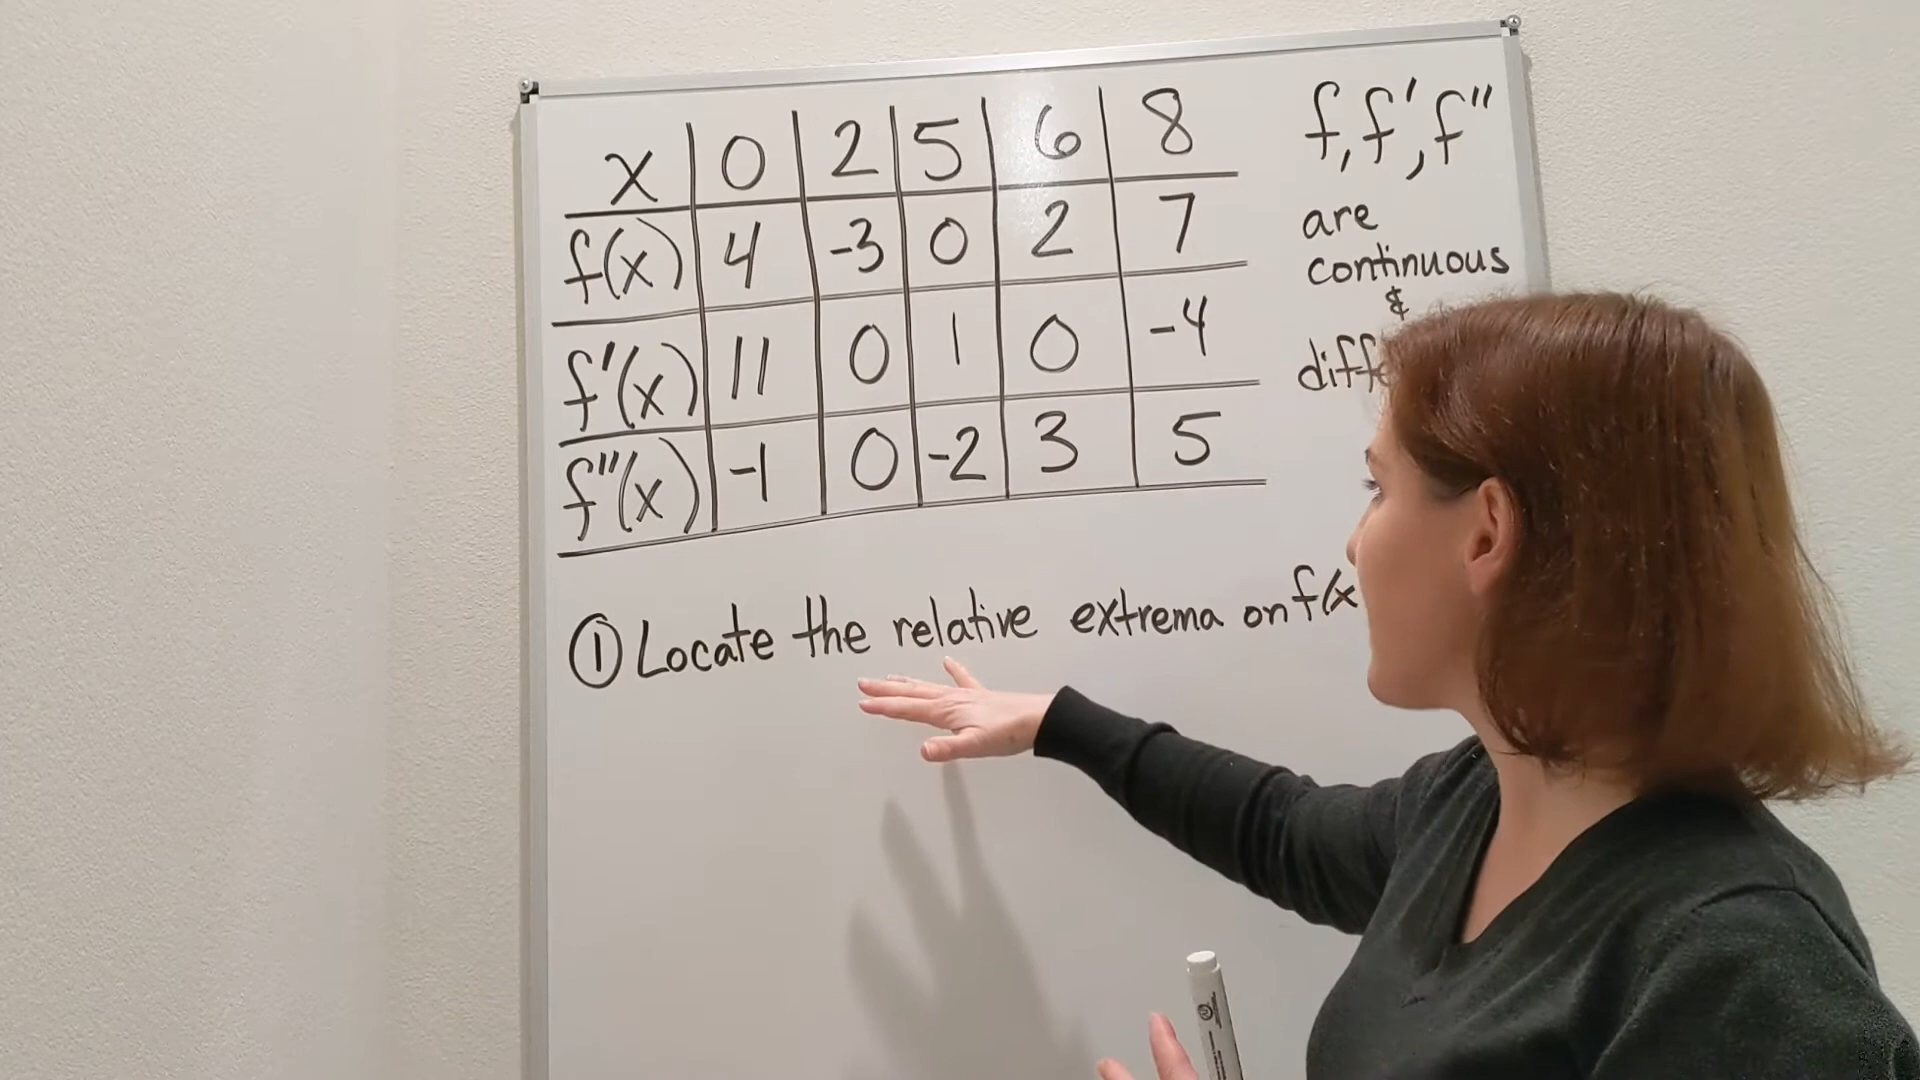 x 0 2 5 6 8
f(x) 4 -3 0 2 7
f'(x) 11 0 1 0 -4
f''(x) -1 0 -2 3 5
f, f', f''
are
continuous
&
diffe
① Locate the relative extrema on f(x